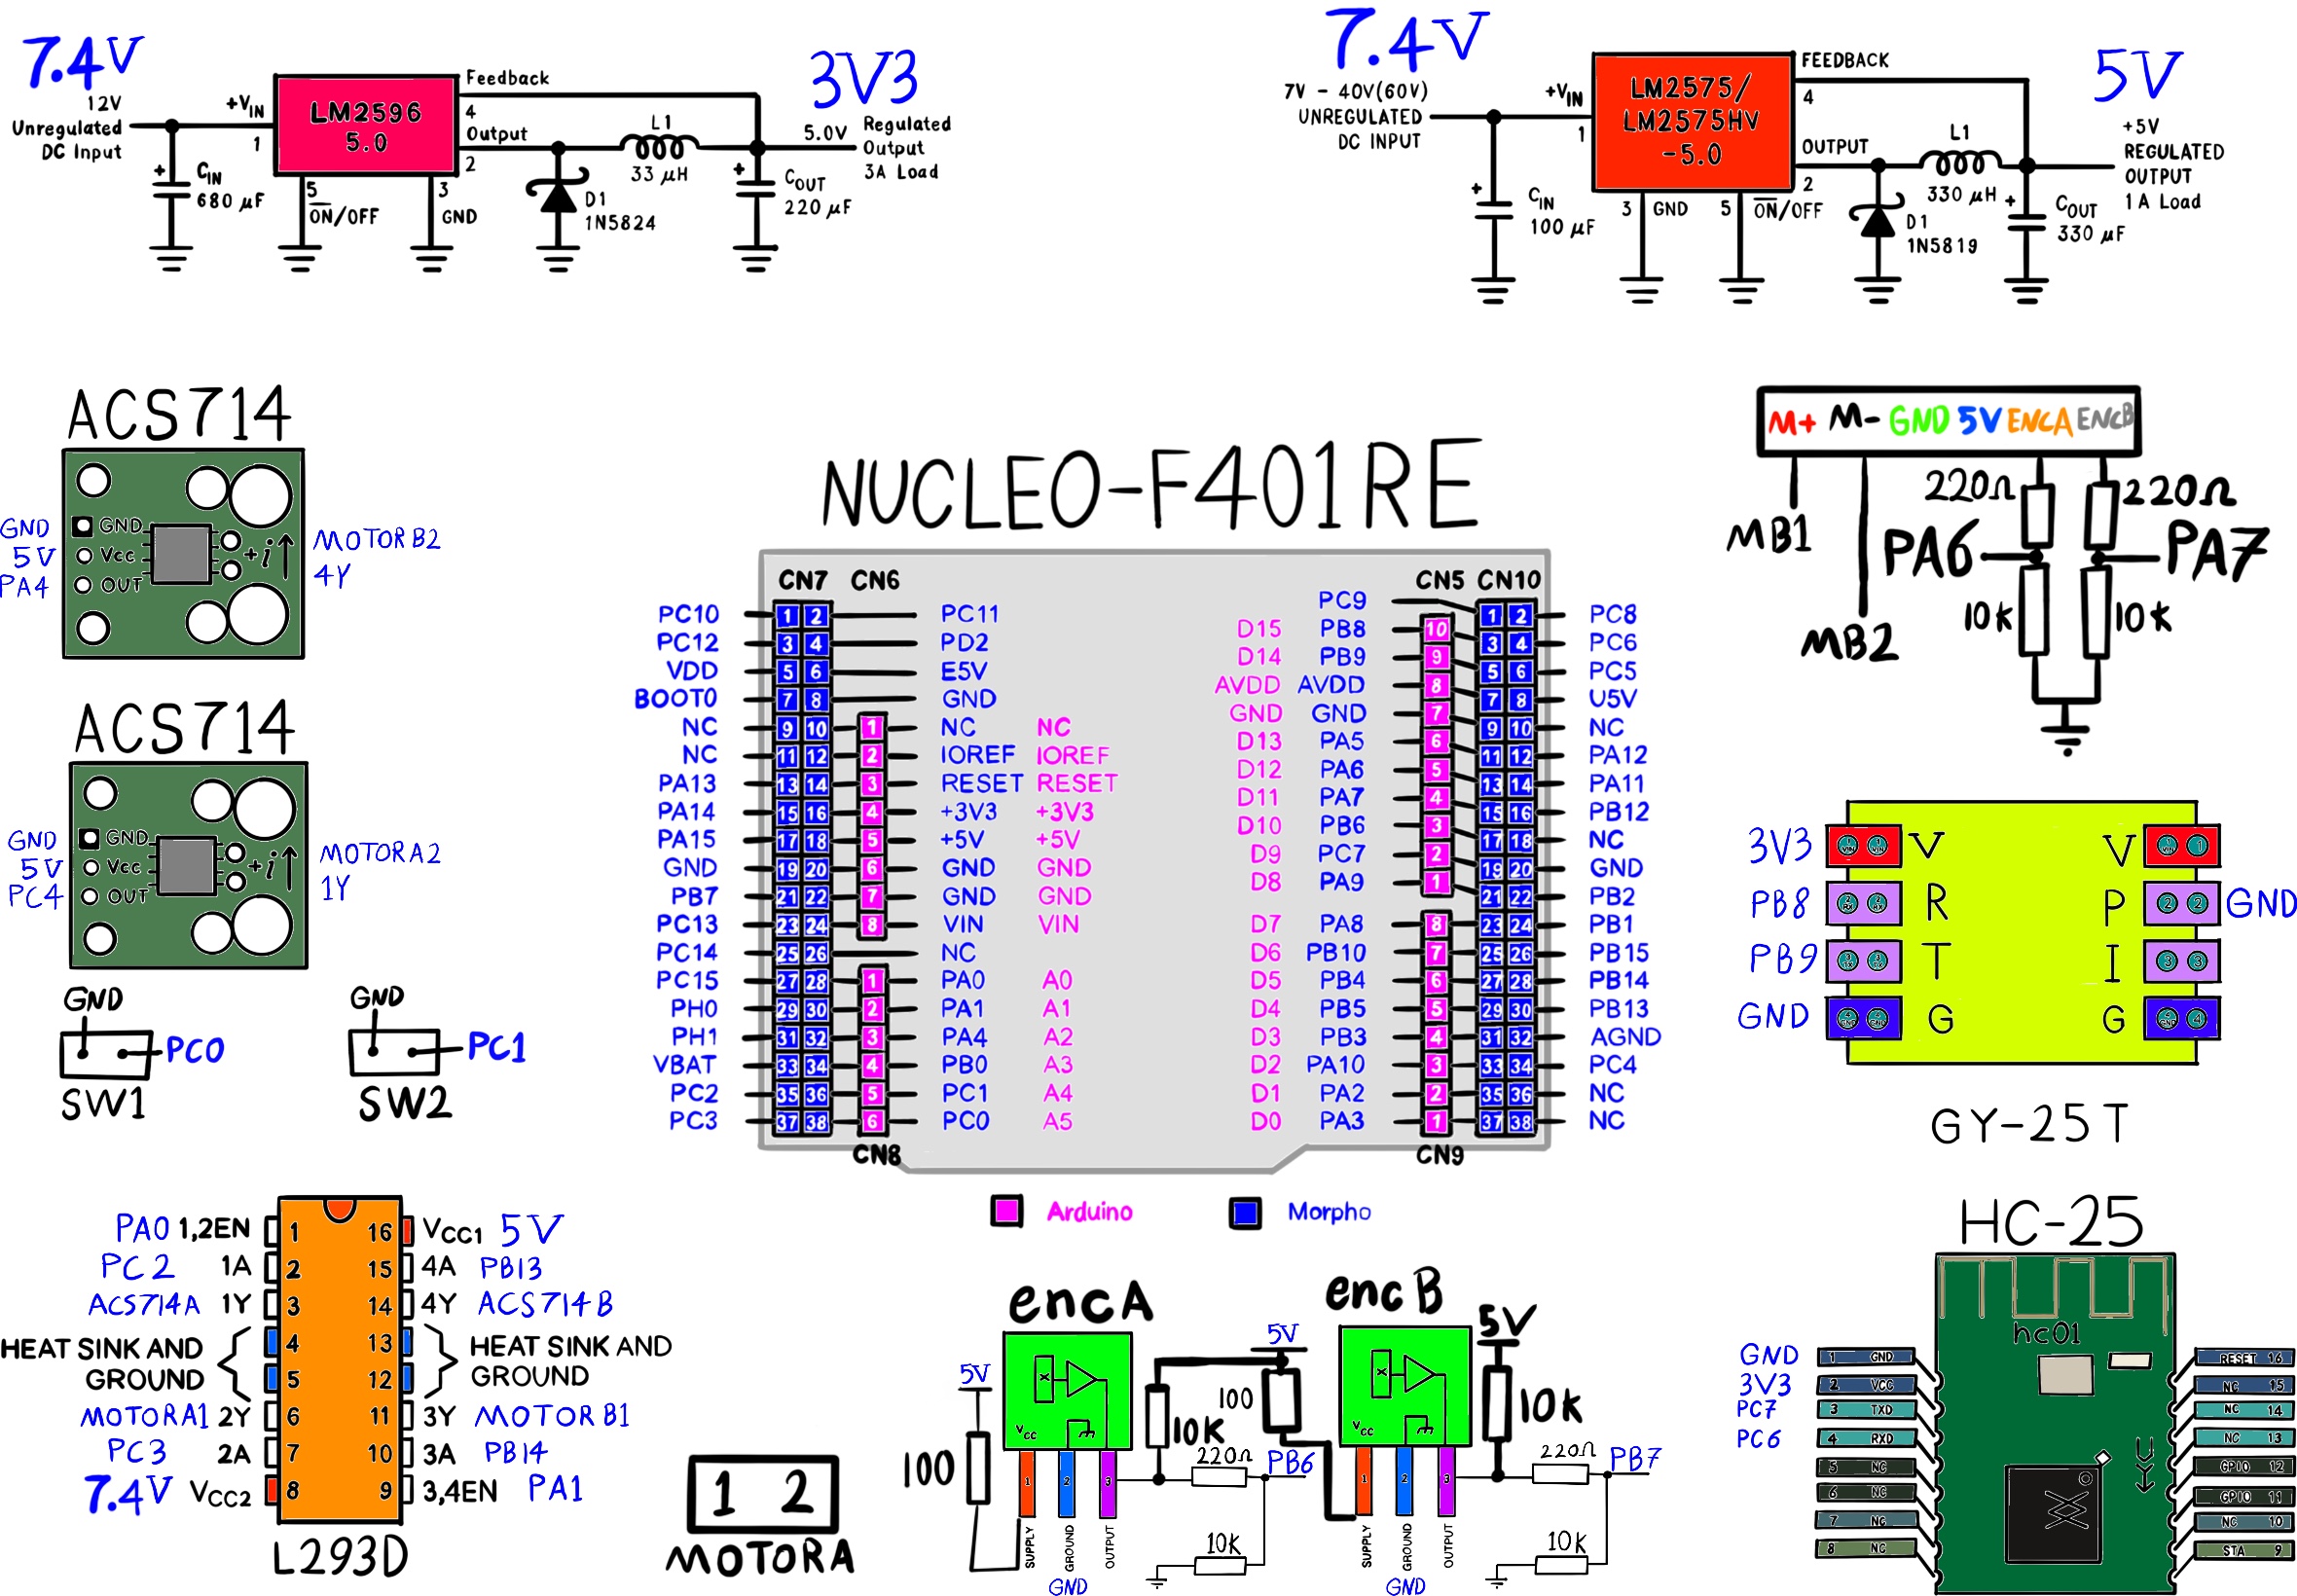 7.4V
12V
Unregulated
DC Input
+VIN
1
LM2596
5.0
Feedback
4
Output
2
5
ON/OFF
3
GND
+
CIN
680 µF
D1
1N5824
L1
33 µH
+
COUT
220 µF
3V3
5.0V
Regulated
Output
3A Load
7.4V
7V - 40V(60V)
UNREGULATED
DC INPUT
+VIN
1
LM2575/
LM2575HV
-5.0
FEEDBACK
4
OUTPUT
2
3 GND
5 ON/OFF
+
CIN
100 µF
D1
1N5819
L1
330 µH
+
COUT
330 µF
5V
+5V
REGULATED
OUTPUT
1A Load
ACS714
GND GND
5V Vcc
PA4 OUT
+i
MOTORB2
4Y
ACS714
GND GND
5V Vcc
PC4 OUT
+i
MOTORA2
1Y
GND
PC0
SW1
GND
PC1
SW2
NUCLEO-F401RE
CN7 CN6 CN5 CN10
PC10 1 2 PC11
PC12 3 4 PD2
VDD 5 6 E5V
BOOT0 7 8 GND
NC 9 10 1 NC NC
NC 11 12 2 IOREF IOREF
PA13 13 14 3 RESET RESET
PA14 15 16 4 +3V3 +3V3
PA15 17 18 5 +5V +5V
GND 19 20 6 GND GND
PB7 21 22 7 GND GND
PC13 23 24 8 VIN VIN
PC14 25 26 NC
PC15 27 28 1 PA0 A0
PH0 29 30 2 PA1 A1
PH1 31 32 3 PA4 A2
VBAT 33 34 4 PB0 A3
PC2 35 36 5 PC1 A4
PC3 37 38 6 PC0 A5
CN8
PC9 1 2 PC8
D15 PB8 10 3 4 PC6
D14 PB9 9 5 6 PC5
AVDD AVDD 8 7 8 U5V
GND GND 7 9 10 NC
D13 PA5 6 11 12 PA12
D12 PA6 5 13 14 PA11
D11 PA7 4 15 16 PB12
D10 PB6 3 17 18 NC
D9 PC7 2 19 20 GND
D8 PA9 1 21 22 PB2
D7 PA8 8 23 24 PB1
D6 PB10 7 25 26 PB15
D5 PB4 6 27 28 PB14
D4 PB5 5 29 30 PB13
D3 PB3 4 31 32 AGND
D2 PA10 3 33 34 PC4
D1 PA2 2 35 36 NC
D0 PA3 1 37 38 NC
CN9
Arduino
Morpho
M+ M- GND 5V ENCA ENCB
220Ω
220Ω
MB1
PA6
PA7
MB2
10k
10k
3V3 V
PB8 R
PB9 T
GND G
V 1
P 2 2 GND
I 3 3
G 4
GY-25T
PA0 1,2EN 1
PC2 1A 2
ACS714A 1Y 3
HEAT SINK AND
GROUND
4
5
MOTORA1 2Y 6
PC3 2A 7
7.4V VCC2 8
16 VCC1 5V
15 4A PB13
14 4Y ACS714B
13
12
HEAT SINK AND
GROUND
11 3Y MOTORB1
10 3A PB14
9 3,4EN PA1
L293D
1 2
MOTORA
encA
5V
100
VCC
X
1 2 3
SUPPLY
GROUND
OUTPUT
GND
10K
220Ω
PB6
10K
encB
5V
100
VCC
X
1 2 3
SUPPLY
GROUND
OUTPUT
GND
5V
10k
220Ω
PB7
10k
HC-25
hc01
GND 1 GND
3V3 2 VCC
PC7 3 TXD
PC6 4 RXD
5 NC
6 NC
7 NC
8 NC
RESET 16
NC 15
NC 14
NC 13
GPIO 12
GPIO 11
NC 10
STA 9